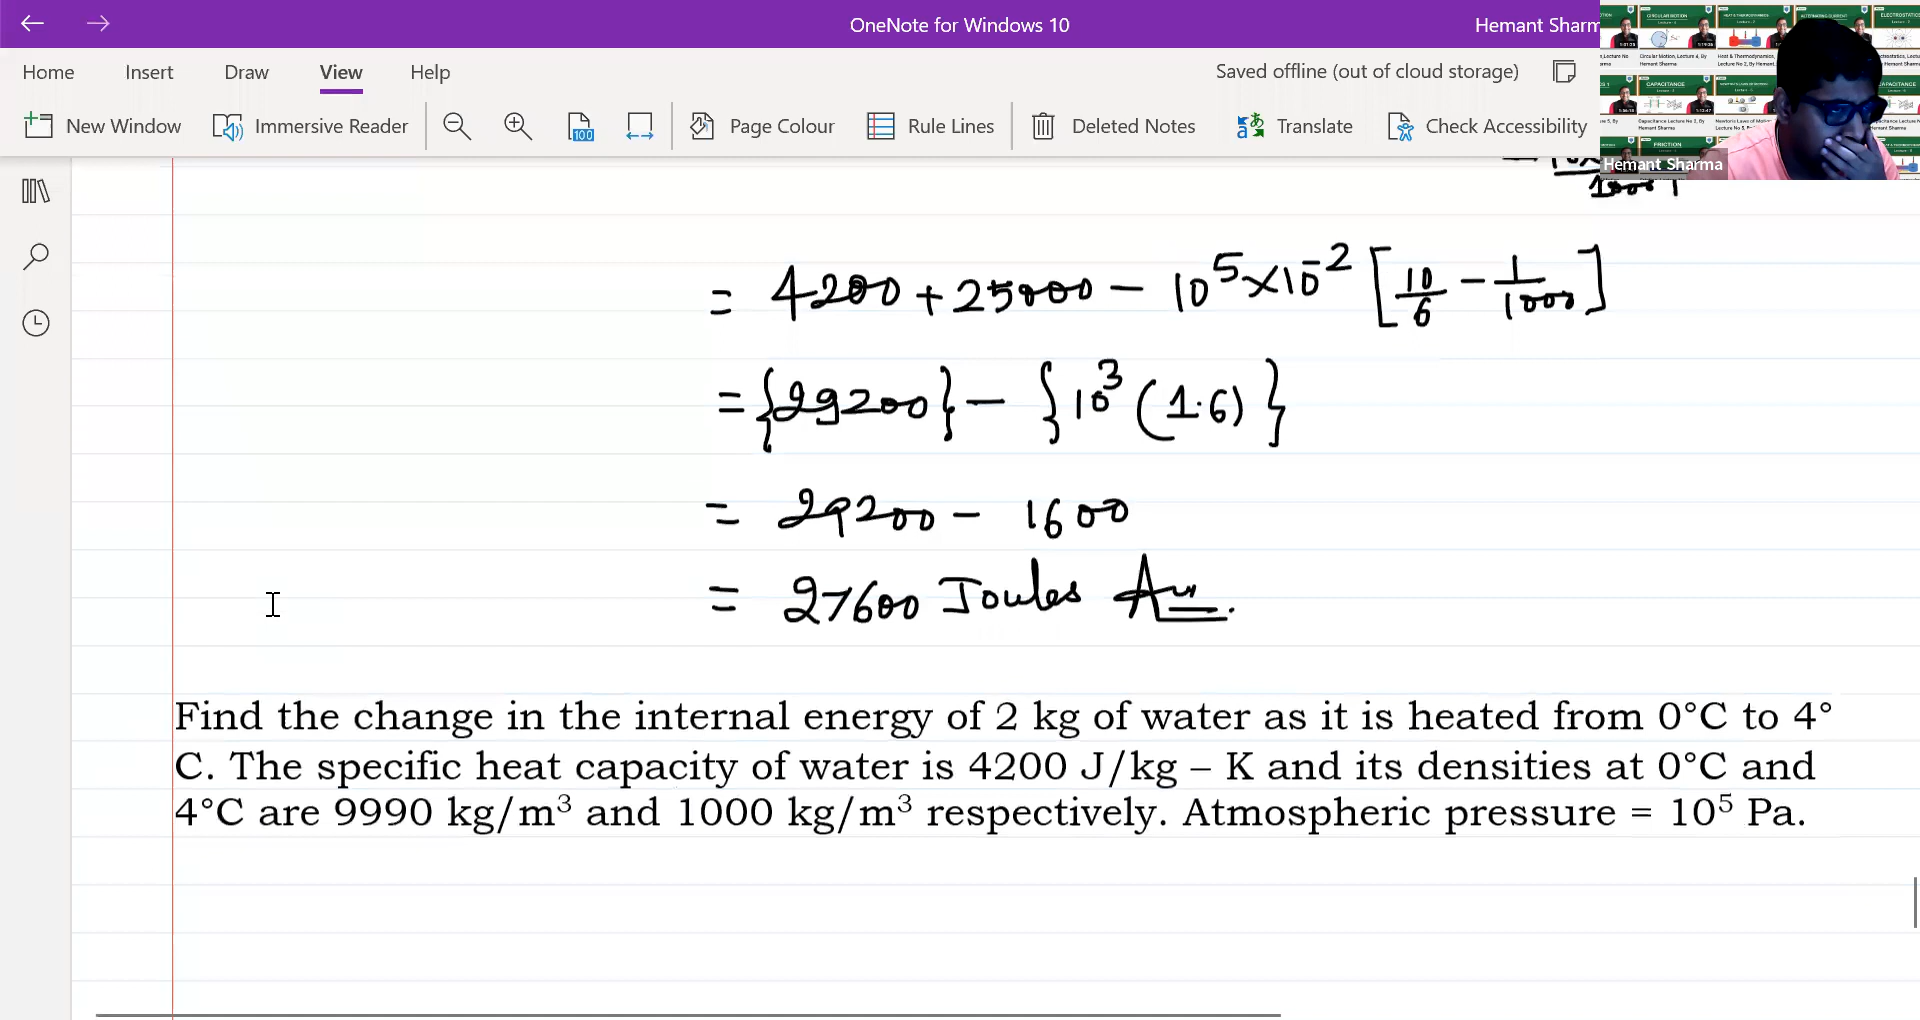 OneNote for Windows 10
Hemant Sharm
Home Insert Draw View Help
Saved offline (out of cloud storage)
New Window Immersive Reader Page Colour Rule Lines Deleted Notes Translate Check Accessibility
Hemant Sharma
= 4200 + 25000 - 10⁵ × 10⁻² [10/6 - 1/1000]
= {29200} - {10³ (1.6)}
= 29200 - 1600
= 27600 Joules
Find the change in the internal energy of 2 kg of water as it is heated from 0°C to 4°
C. The specific heat capacity of water is 4200 J/kg – K and its densities at 0°C and
4°C are 9990 kg/m³ and 1000 kg/m³ respectively. Atmospheric pressure = 10⁵ Pa.